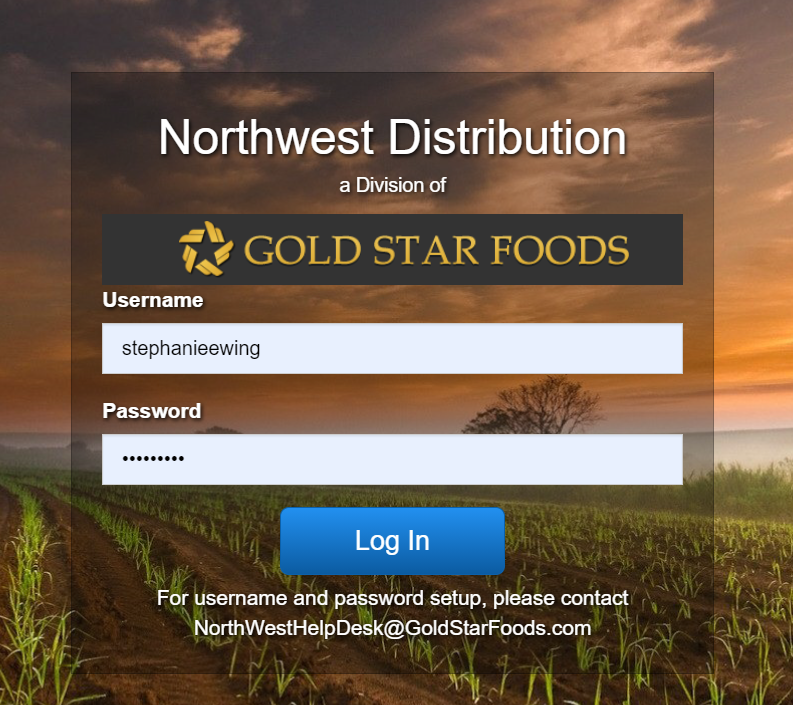 Northwest Distribution
a Division of
GOLD STAR FOODS
Username
stephanieewing
Password
•••••••••
Log In
For username and password setup, please contact
NorthWestHelpDesk@GoldStarFoods.com